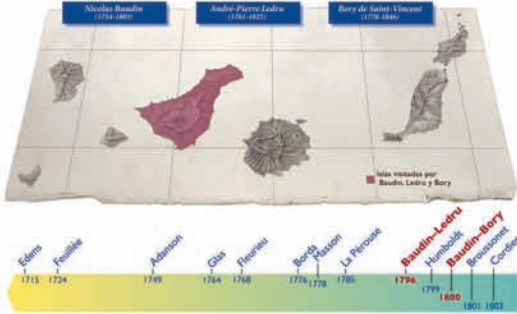 Nicolas Baudin
(1754-1803)
André-Pierre Ledru
(1761-1825)
Bory de Saint-Vincent
(1778-1846)
Islas visitadas por
Baudin, Ledru y Bory
Edens
1715
Feuillée
1724
Adanson
1749
Glas
1764
Fleurieu
1768
Borda
1776
Masson
1778
La Pérouse
1785
Baudin-Ledru
1796
Humboldt
1799
Baudin-Bory
1800
Broussonet
1801
Cordier
1803